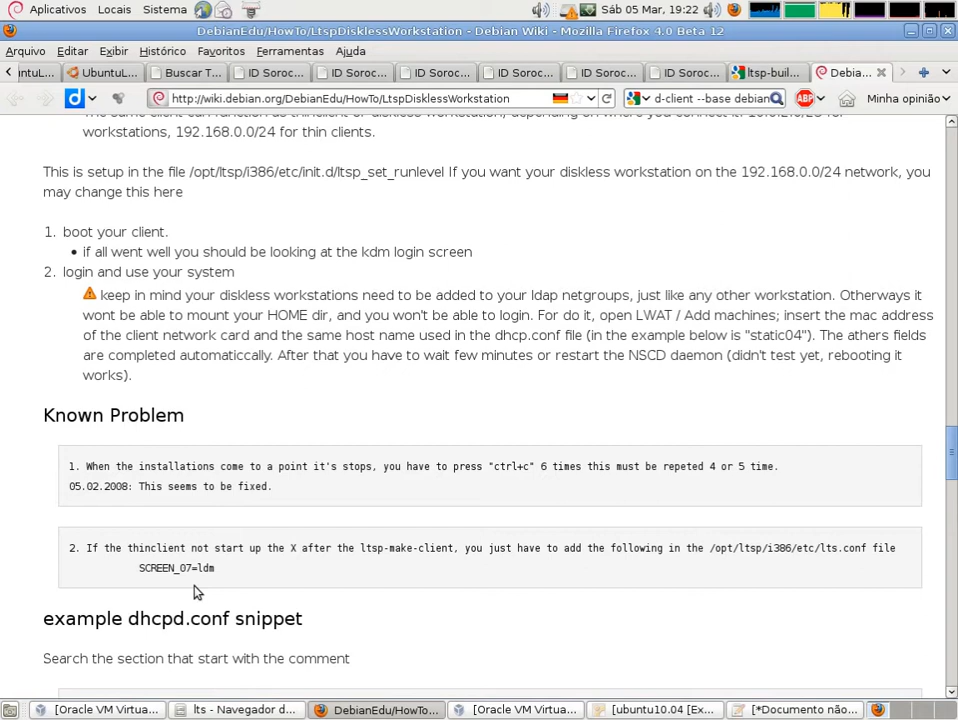 Aplicativos Locais Sistema Sáb 05 Mar, 19:22
DebianEdu/HowTo/LtspDisklessWorkstation - Debian Wiki - Mozilla Firefox 4.0 Beta 12
Arquivo Editar Exibir Histórico Favoritos Ferramentas Ajuda
untuL... UbuntuL... Buscar T... ID Soroc... ID Soroc... ID Soroc... ID Soroc... ID Soroc... ID Soroc... ltsp-buil... Debia...
d http://wiki.debian.org/DebianEdu/HowTo/LtspDisklessWorkstation d-client --base debian ABP Minha opinião
workstations, 192.168.0.0/24 for thin clients.
This is setup in the file /opt/ltsp/i386/etc/init.d/ltsp_set_runlevel If you want your diskless workstation on the 192.168.0.0/24 network, you
may change this here
1. boot your client.
• if all went well you should be looking at the kdm login screen
2. login and use your system
keep in mind your diskless workstations need to be added to your ldap netgroups, just like any other workstation. Otherways it
wont be able to mount your HOME dir, and you won't be able to login. For do it, open LWAT / Add machines; insert the mac address
of the client network card and the same host name used in the dhcp.conf file (in the example below is "static04"). The athers fields
are completed automaticcally. After that you have to wait few minutes or restart the NSCD daemon (didn't test yet, rebooting it
works).
Known Problem
1. When the installations come to a point it's stops, you have to press "ctrl+c" 6 times this must be repeted 4 or 5 time.
05.02.2008: This seems to be fixed.
2. If the thinclient not start up the X after the ltsp-make-client, you just have to add the following in the /opt/ltsp/i386/etc/lts.conf file
SCREEN_07=ldm
example dhcpd.conf snippet
Search the section that start with the comment
[Oracle VM Virtua... lts - Navegador d... DebianEdu/HowTo... [Oracle VM Virtua... [ubuntu10.04 [Ex... [*Documento não...